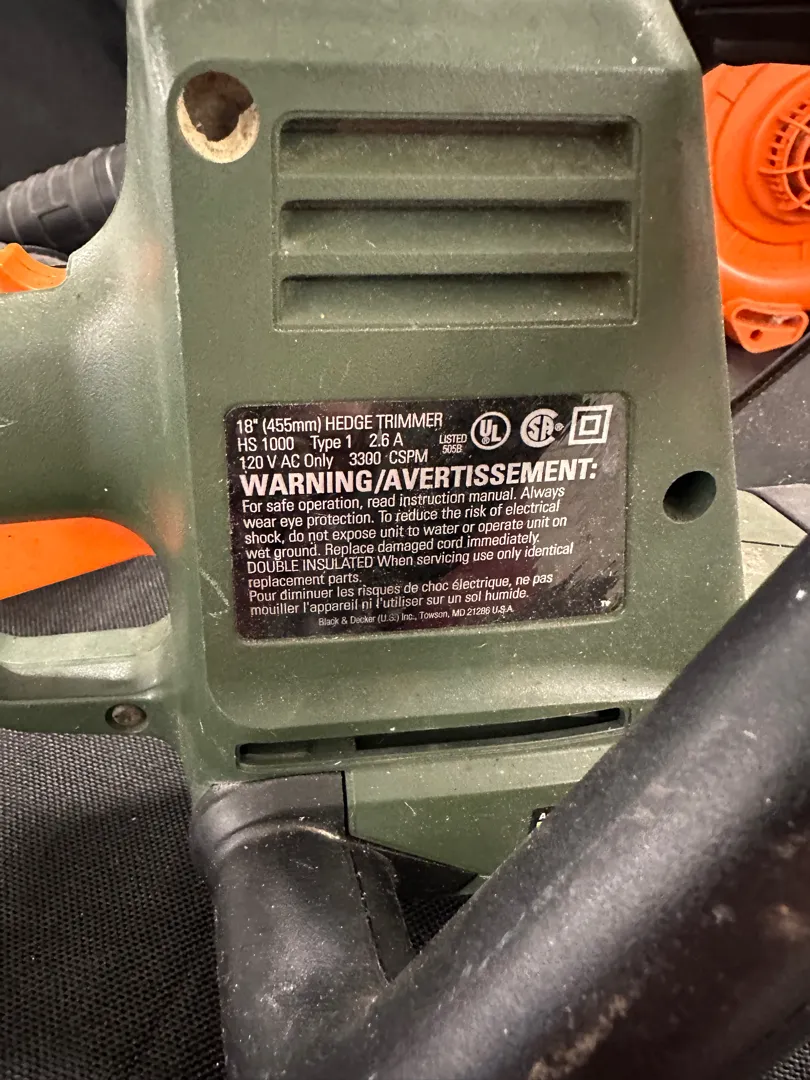 18" (455mm) HEDGE TRIMMER
HS 1000 Type 1 2.6 A
120 V AC Only 3300 CSPM
LISTED
505B
UL
SA
WARNING/AVERTISSEMENT:
For safe operation, read instruction manual. Always
wear eye protection. To reduce the risk of electrical
shock, do not expose unit to water or operate unit on
wet ground. Replace damaged cord immediately.
DOUBLE INSULATED When servicing use only identical
replacement parts.
Pour diminuer les risques de choc électrique, ne pas
mouiller l'appareil ni l'utiliser sur un sol humide.
Black & Decker (U.S.) Inc., Towson, MD 21286 U.S.A.